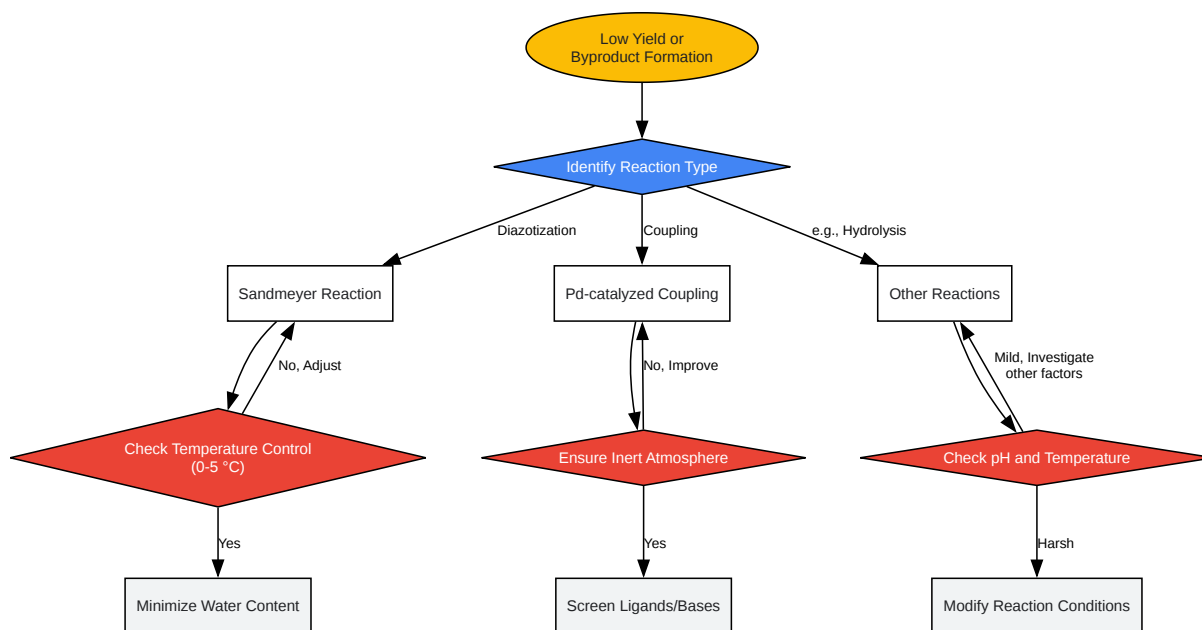 Low Yield or
Byproduct Formation
Identify Reaction Type
Diazotization
Coupling
e.g., Hydrolysis
Sandmeyer Reaction
Pd-catalyzed Coupling
Other Reactions
No, Adjust
No, Improve
Mild, Investigate
other factors
Check Temperature Control
(0-5 °C)
Ensure Inert Atmosphere
Check pH and Temperature
Yes
Yes
Harsh
Minimize Water Content
Screen Ligands/Bases
Modify Reaction Conditions